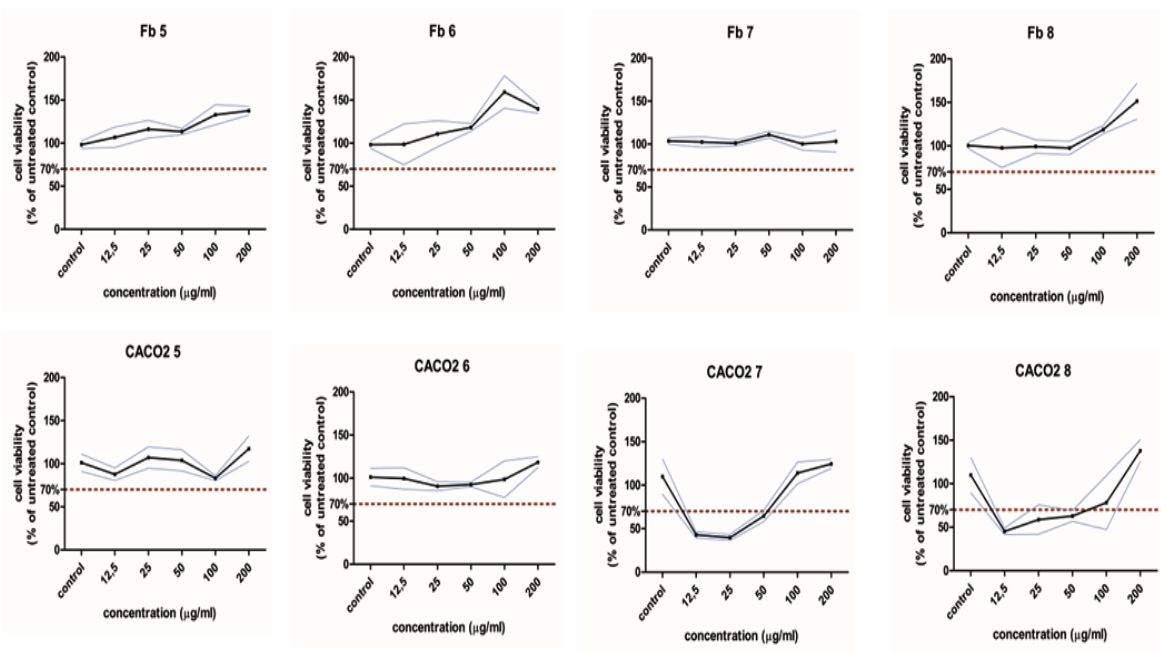 Fb 5
200
150
100
70%
50
0
cell viability
(% of untreated control)
control
12,5
25
50
100
200
concentration (μg/ml)
Fb 6
200
150
100
70%
50
0
cell viability
(% of untreated control)
control
12,5
25
50
100
200
concentration (μg/ml)
Fb 7
200
150
100
70%
50
0
cell viability
(% of untreated control)
control
12,5
25
50
100
200
concentration (μg/ml)
Fb 8
200
150
100
70%
50
0
cell viability
(% of untreated control)
control
12,5
25
50
100
200
concentration (μg/ml)
CACO2 5
200
150
100
70%
50
0
cell viability
(% of untreated control)
control
12,5
25
50
100
200
concentration (μg/ml)
CACO2 6
200
150
100
70%
50
0
cell viability
(% of untreated control)
control
12,5
25
50
100
200
concentration (μg/ml)
CACO2 7
200
150
100
70%
50
0
cell viability
(% of untreated control)
control
12,5
25
50
100
200
concentration (μg/ml)
CACO2 8
200
150
100
70%
50
0
cell viability
(% of untreated control)
control
12,5
25
50
100
200
concentration (μg/ml)